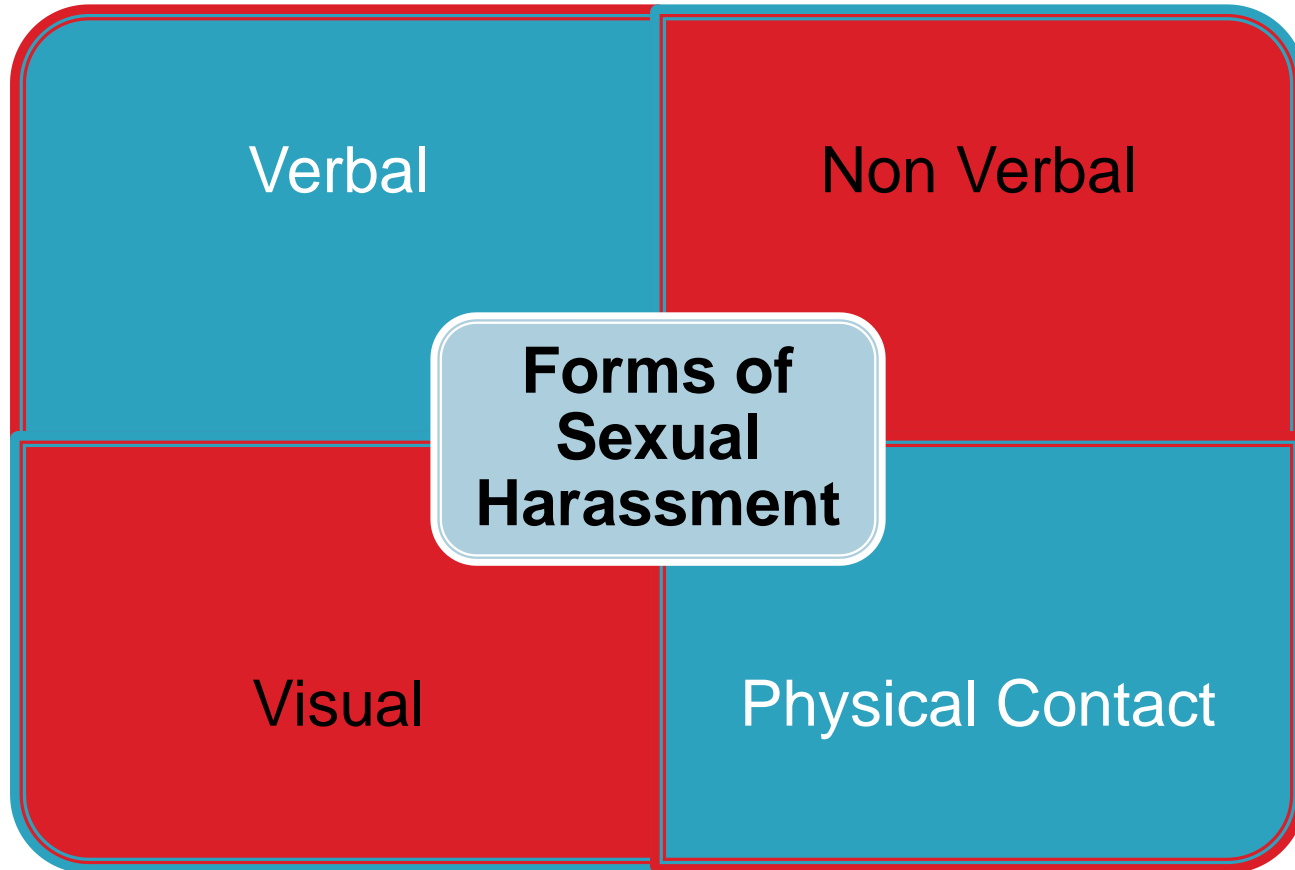 Verbal
Non Verbal
Forms of
Sexual
Harassment
Visual
Physical Contact